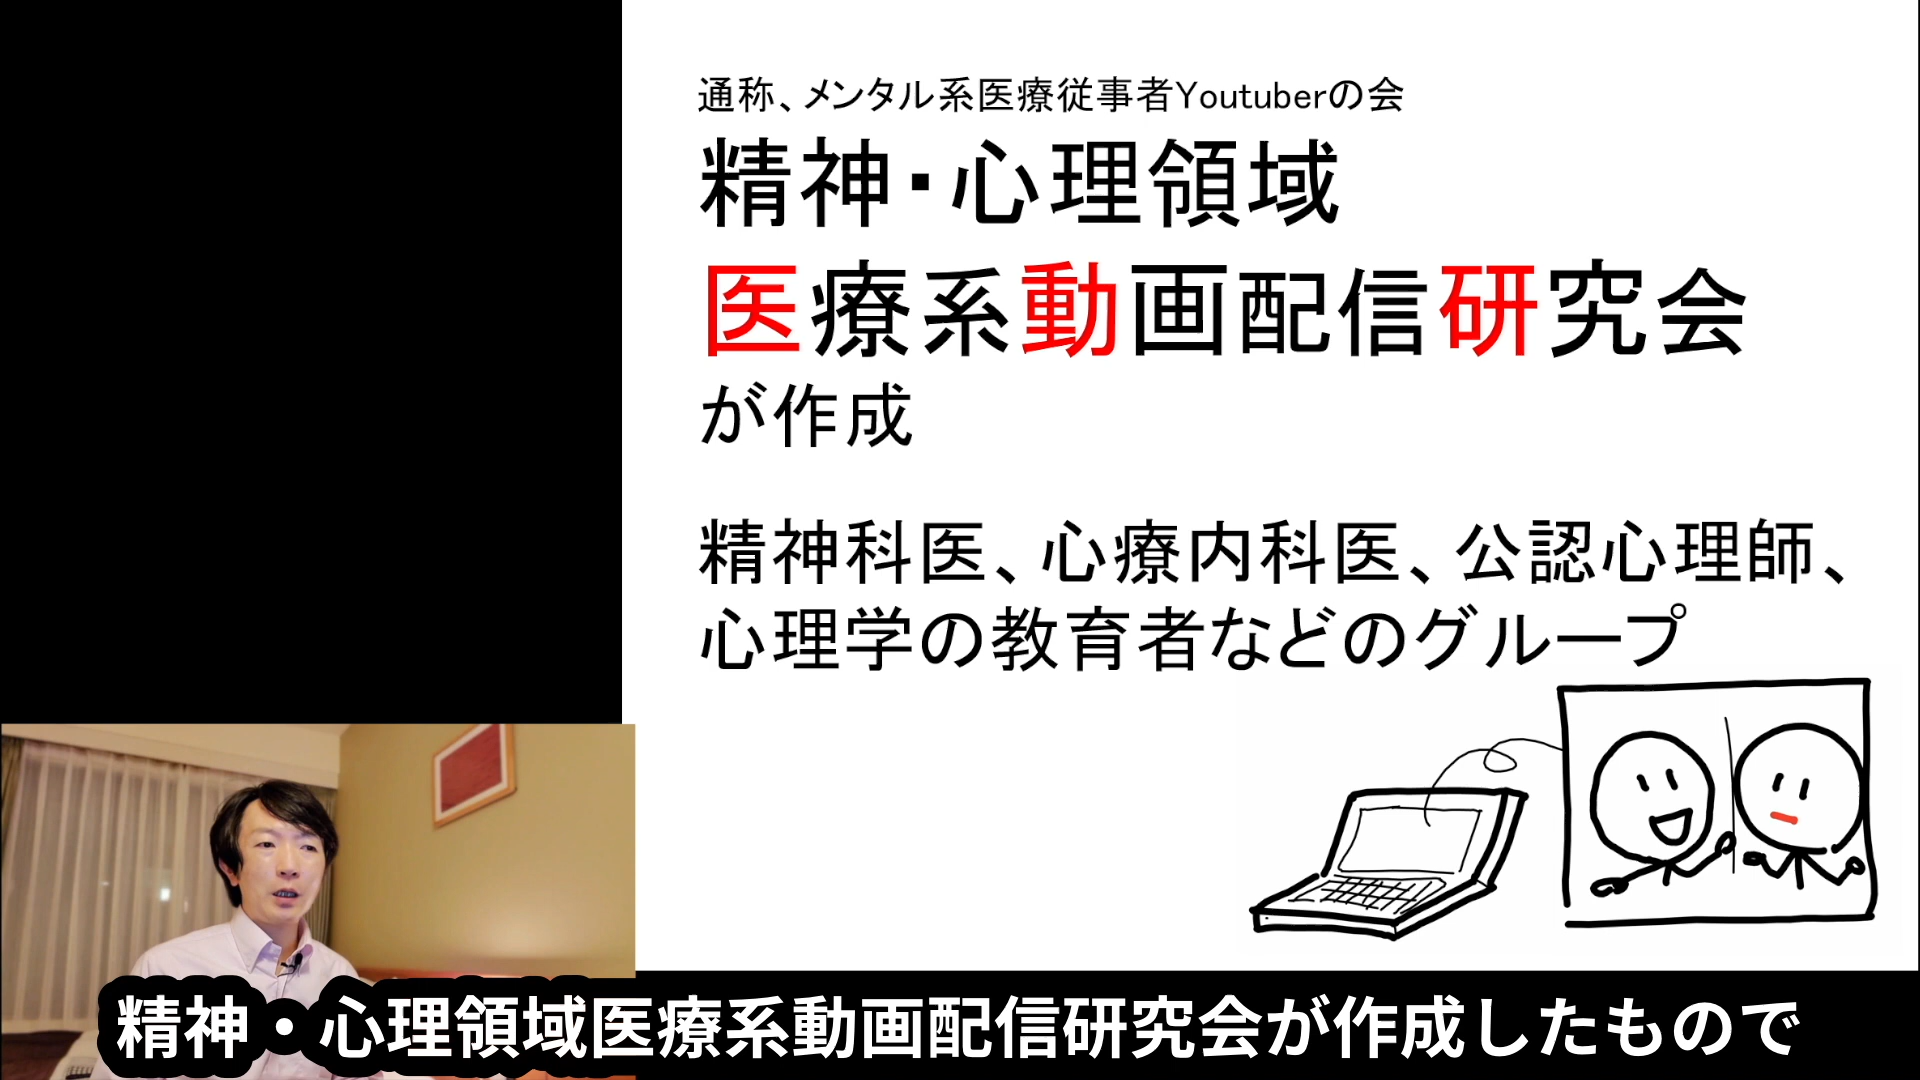 通称、メンタル系医療従事者Youtuberの会
精神・心理領域
医療系動画配信研究会
が作成
精神科医、心療内科医、公認心理師、
心理学の教育者などのグループ
精神・心理領域医療系動画配信研究会が作成したもので